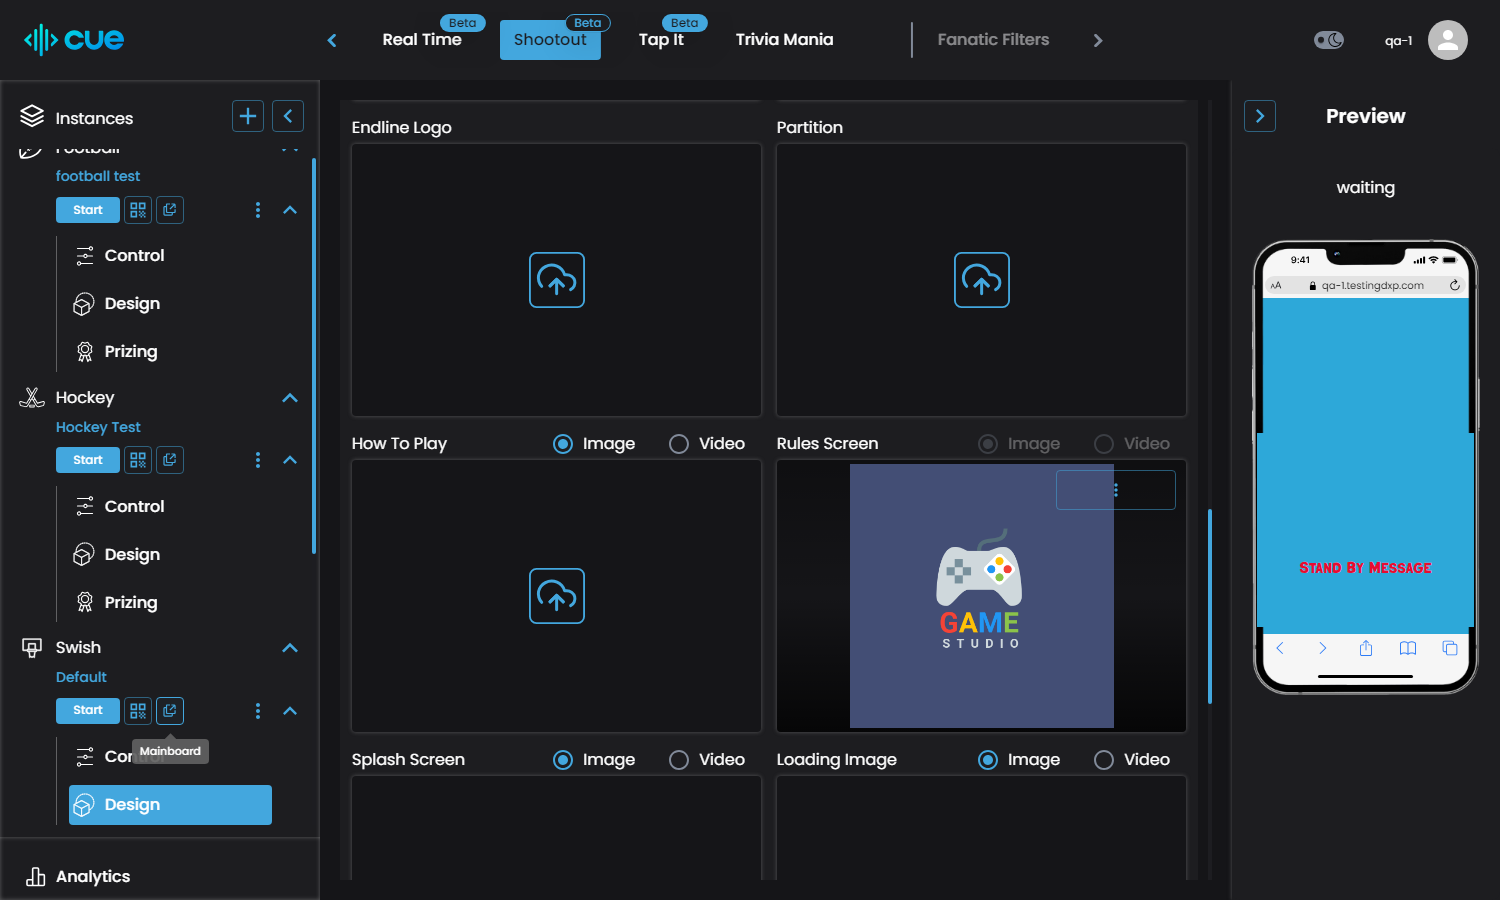 cue
Real Time
Beta
Shootout
Beta
Tap It
Beta
Trivia Mania
Fanatic Filters
qa-1
Instances
Football
football test
Start
Control
Design
Prizing
Hockey
Hockey Test
Start
Control
Design
Prizing
Swish
Default
Start
Mainboard
Control
Design
Analytics
Endline Logo
Partition
How To Play
Image
Video
Rules Screen
Image
Video
GAME
STUDIO
Splash Screen
Image
Video
Loading Image
Image
Video
Preview
waiting
9:41
AA
qa-1.testingdxp.com
Stand By Message